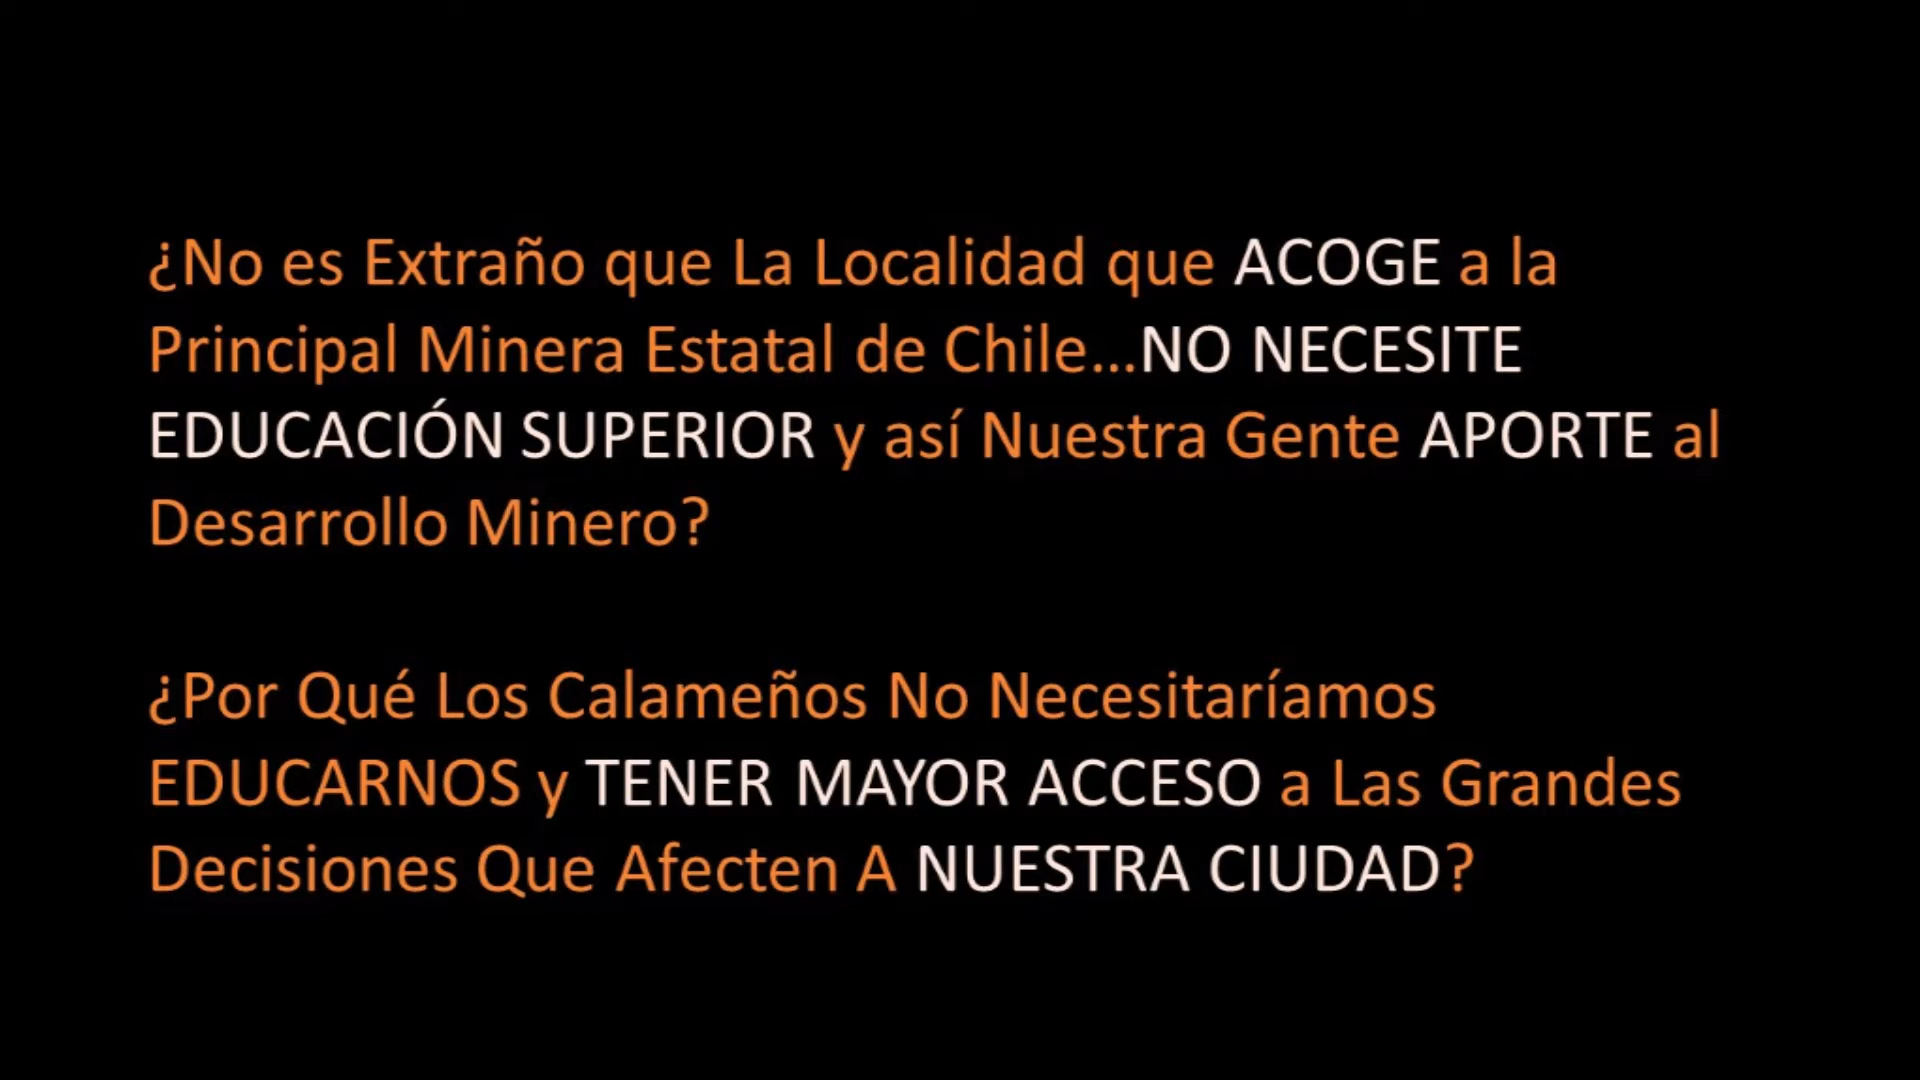 ¿No es Extraño que La Localidad que ACOGE a la
Principal Minera Estatal de Chile...NO NECESITE
EDUCACIÓN SUPERIOR y así Nuestra Gente APORTE al
Desarrollo Minero?
¿Por Qué Los Calameños No Necesitaríamos
EDUCARNOS y TENER MAYOR ACCESO a Las Grandes
Decisiones Que Afecten A NUESTRA CIUDAD?